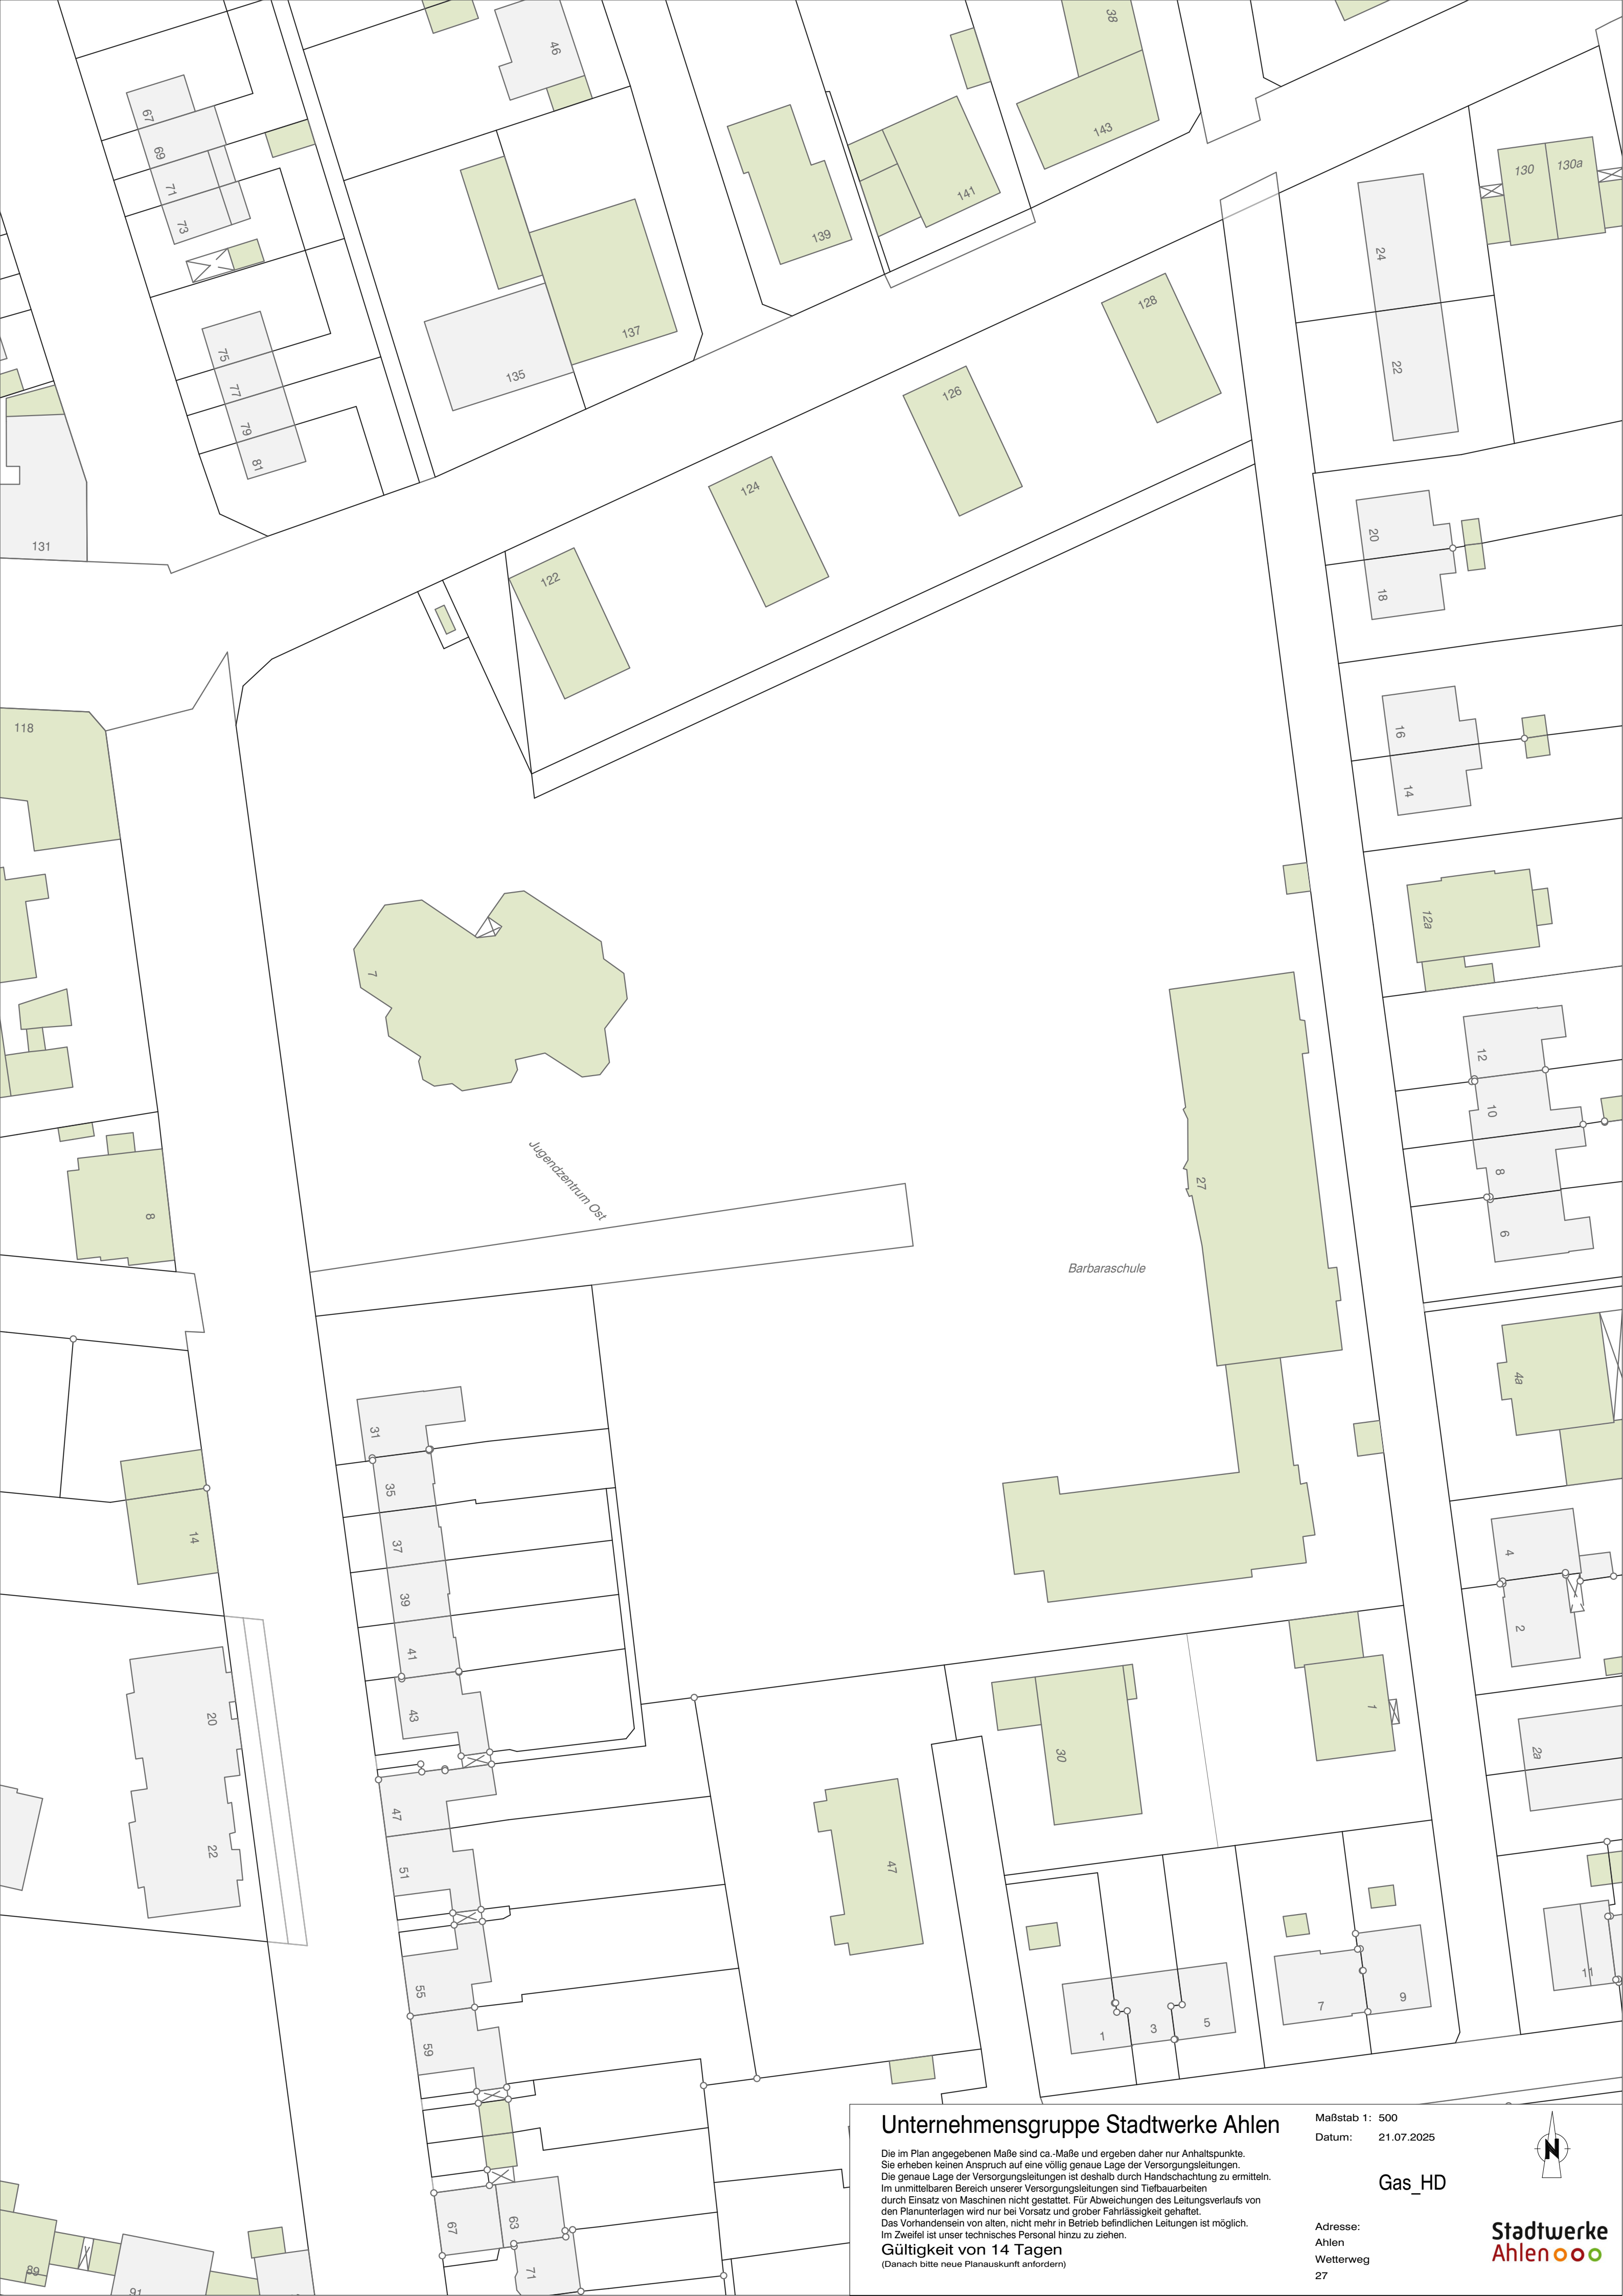 38
46
67
143
130
130a
69
71
141
73
139
24
128
137
75
22
135
77
126
79
81
124
20
131
122
18
118
16
14
12a
7
12
10
27
8
Jugendzentrum Ost
8
6
Barbaraschule
4a
31
35
14
37
4
39
2
41
1
43
20
30
2a
47
22
51
47
55
11
9
7
5
3
1
59
67
63
71
89
91
Unternehmensgruppe Stadtwerke Ahlen
Die im Plan angegebenen Maße sind ca.-Maße und ergeben daher nur Anhaltspunkte.
Sie erheben keinen Anspruch auf eine völlig genaue Lage der Versorgungsleitungen.
Die genaue Lage der Versorgungsleitungen ist deshalb durch Handschachtung zu ermitteln.
Im unmittelbaren Bereich unserer Versorgungsleitungen sind Tiefbauarbeiten
durch Einsatz von Maschinen nicht gestattet. Für Abweichungen des Leitungsverlaufs von
den Planunterlagen wird nur bei Vorsatz und grober Fahrlässigkeit gehaftet.
Das Vorhandensein von alten, nicht mehr in Betrieb befindlichen Leitungen ist möglich.
Im Zweifel ist unser technisches Personal hinzu zu ziehen.
Gültigkeit von 14 Tagen
(Danach bitte neue Planauskunft anfordern)
Maßstab 1: 500
Datum: 21.07.2025
N
Gas_HD
Adresse:
Ahlen
Wetterweg
27
Stadtwerke
Ahlen